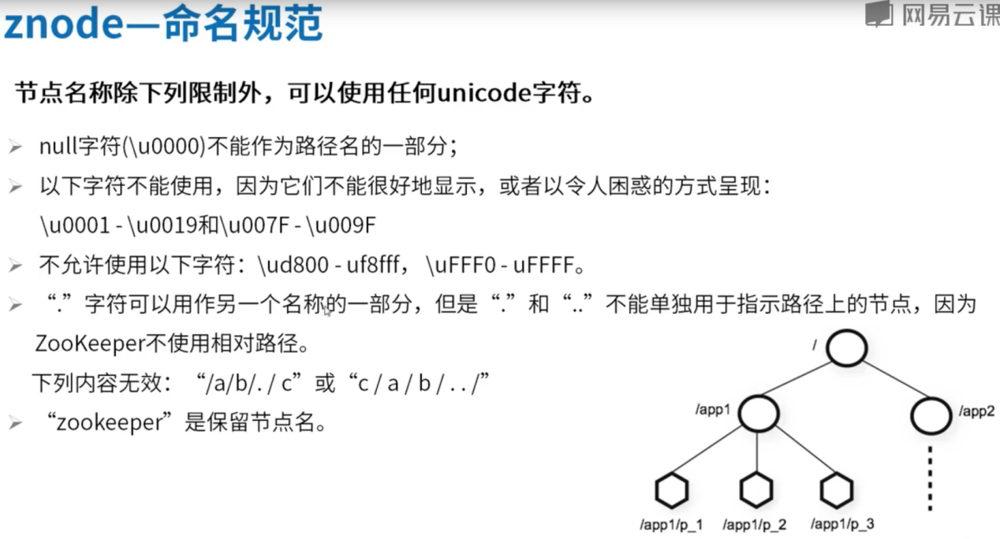 znode—命名规范
网易云课
节点名称除下列限制外，可以使用任何unicode字符。
null字符(\u0000)不能作为路径名的一部分；
以下字符不能使用，因为它们不能很好地显示，或者以令人困惑的方式呈现：
\u0001 - \u0019和\u007F - \u009F
不允许使用以下字符：\ud800 - uf8fff， \uFFF0 - uFFFF。
“.”字符可以用作另一个名称的一部分，但是“.”和“..”不能单独用于指示路径上的节点，因为
ZooKeeper不使用相对路径。
下列内容无效：“/a/b/. / c”或“c / a / b / . . /”
“zookeeper”是保留节点名。
/
/app1
/app2
/app1/p_1
/app1/p_2
/app1/p_3